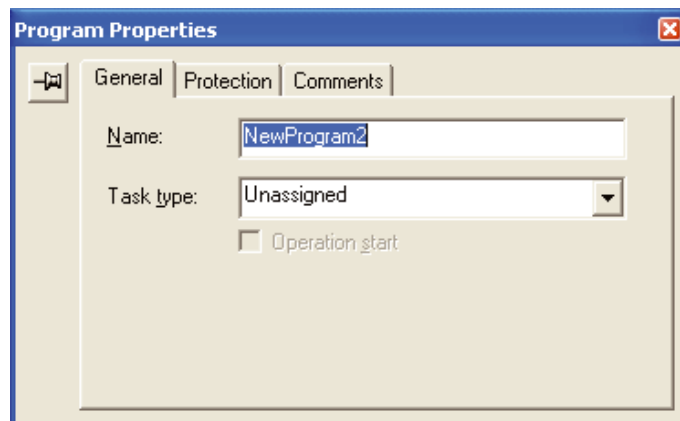 Program Properties
General Protection Comments
Name: NewProgram2
Task type: Unassigned
Operation start